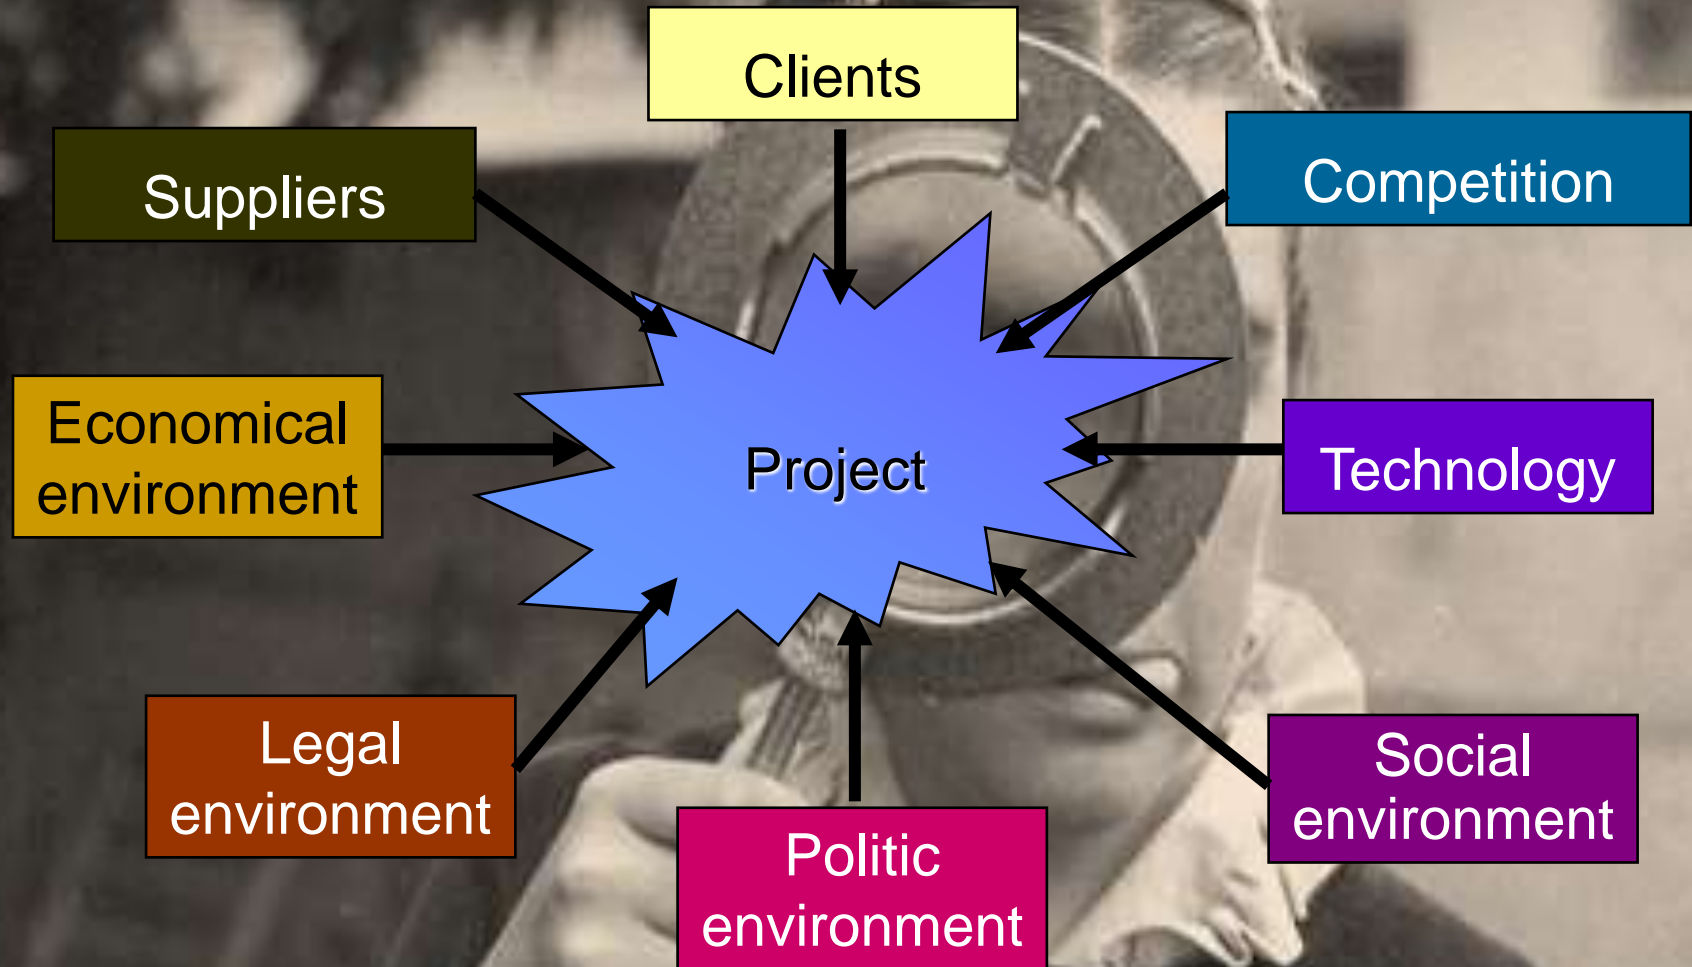 Clients
Suppliers
Competition
Economical
environment
Project
Technology
Legal
environment
Social
environment
Politic
environment